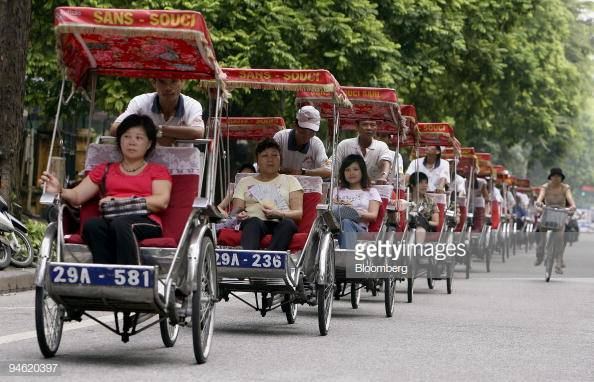 SANS - SOUCI
SANS - SOUCI
SANS - SOUCI
29A - 581
29A - 236
gettyimages
Bloomberg
94620397